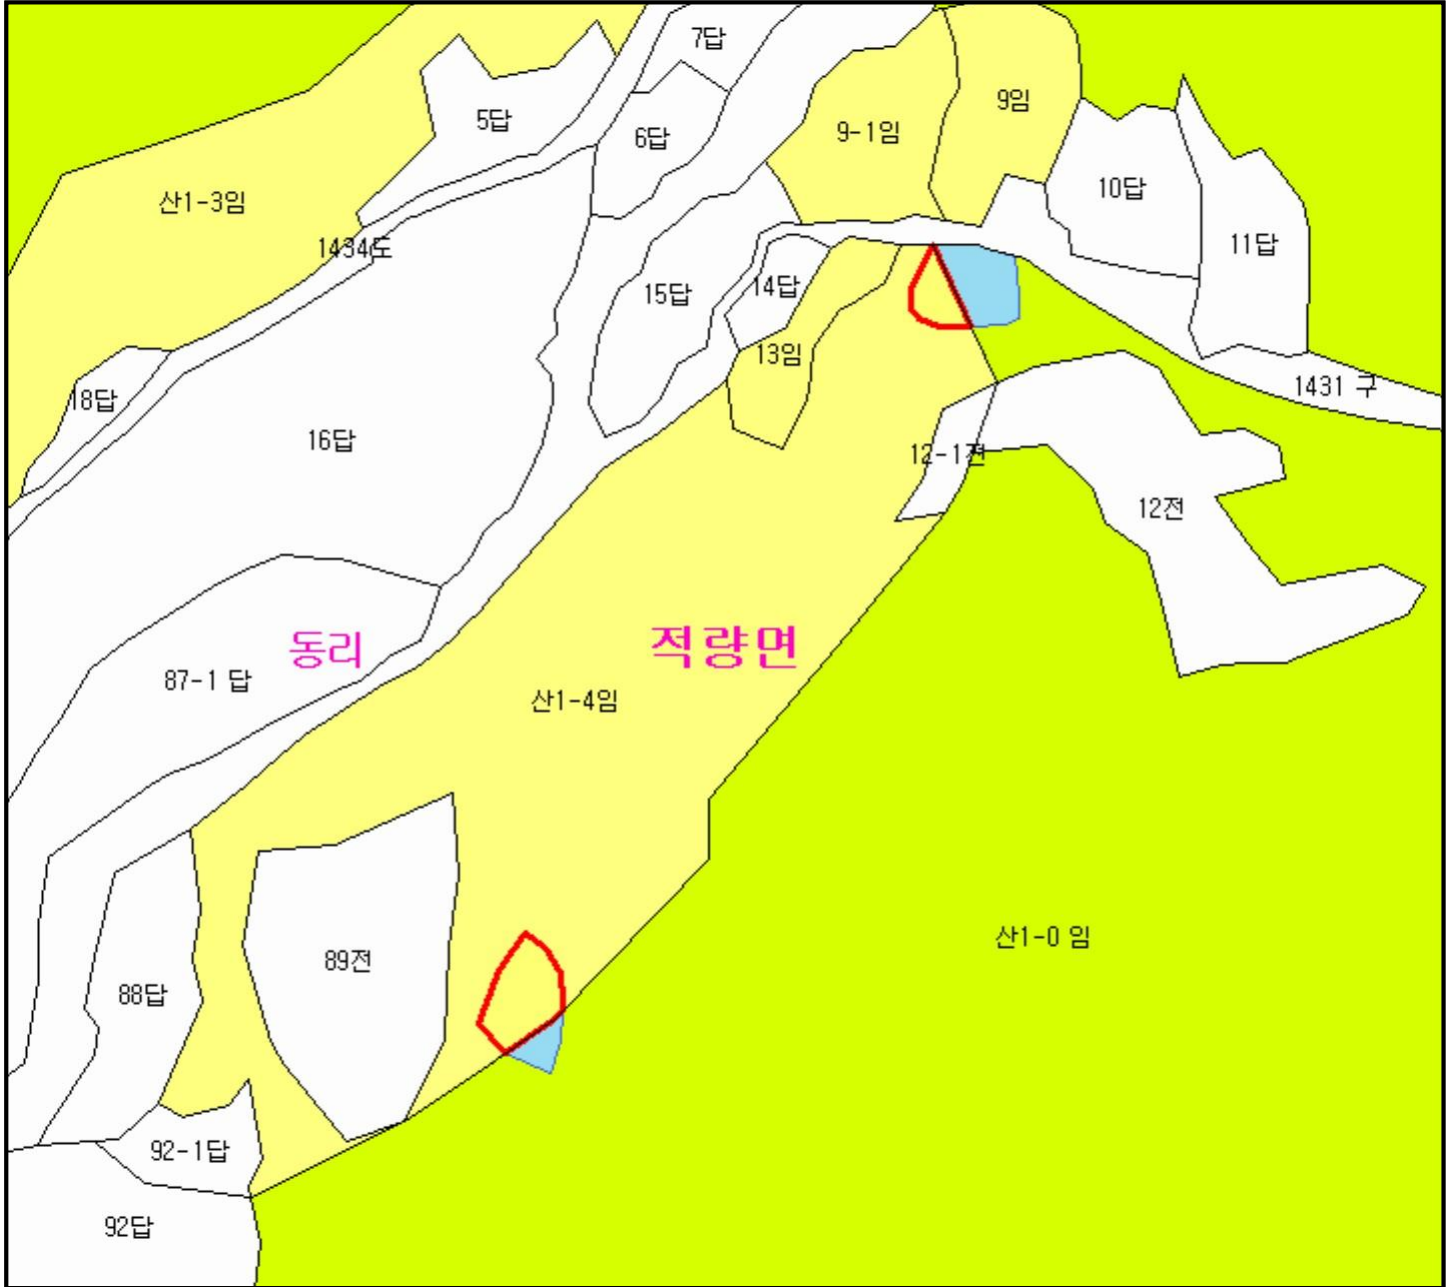 7답
9임
5답
9-1임
6답
10답
산1-3임
11답
1434도
14답
15답
13임
1431 구
18답
16답
12-1전
12전
동리
적량면
87-1 답
산1-4임
산1-0 임
89전
88답
92-1답
92답